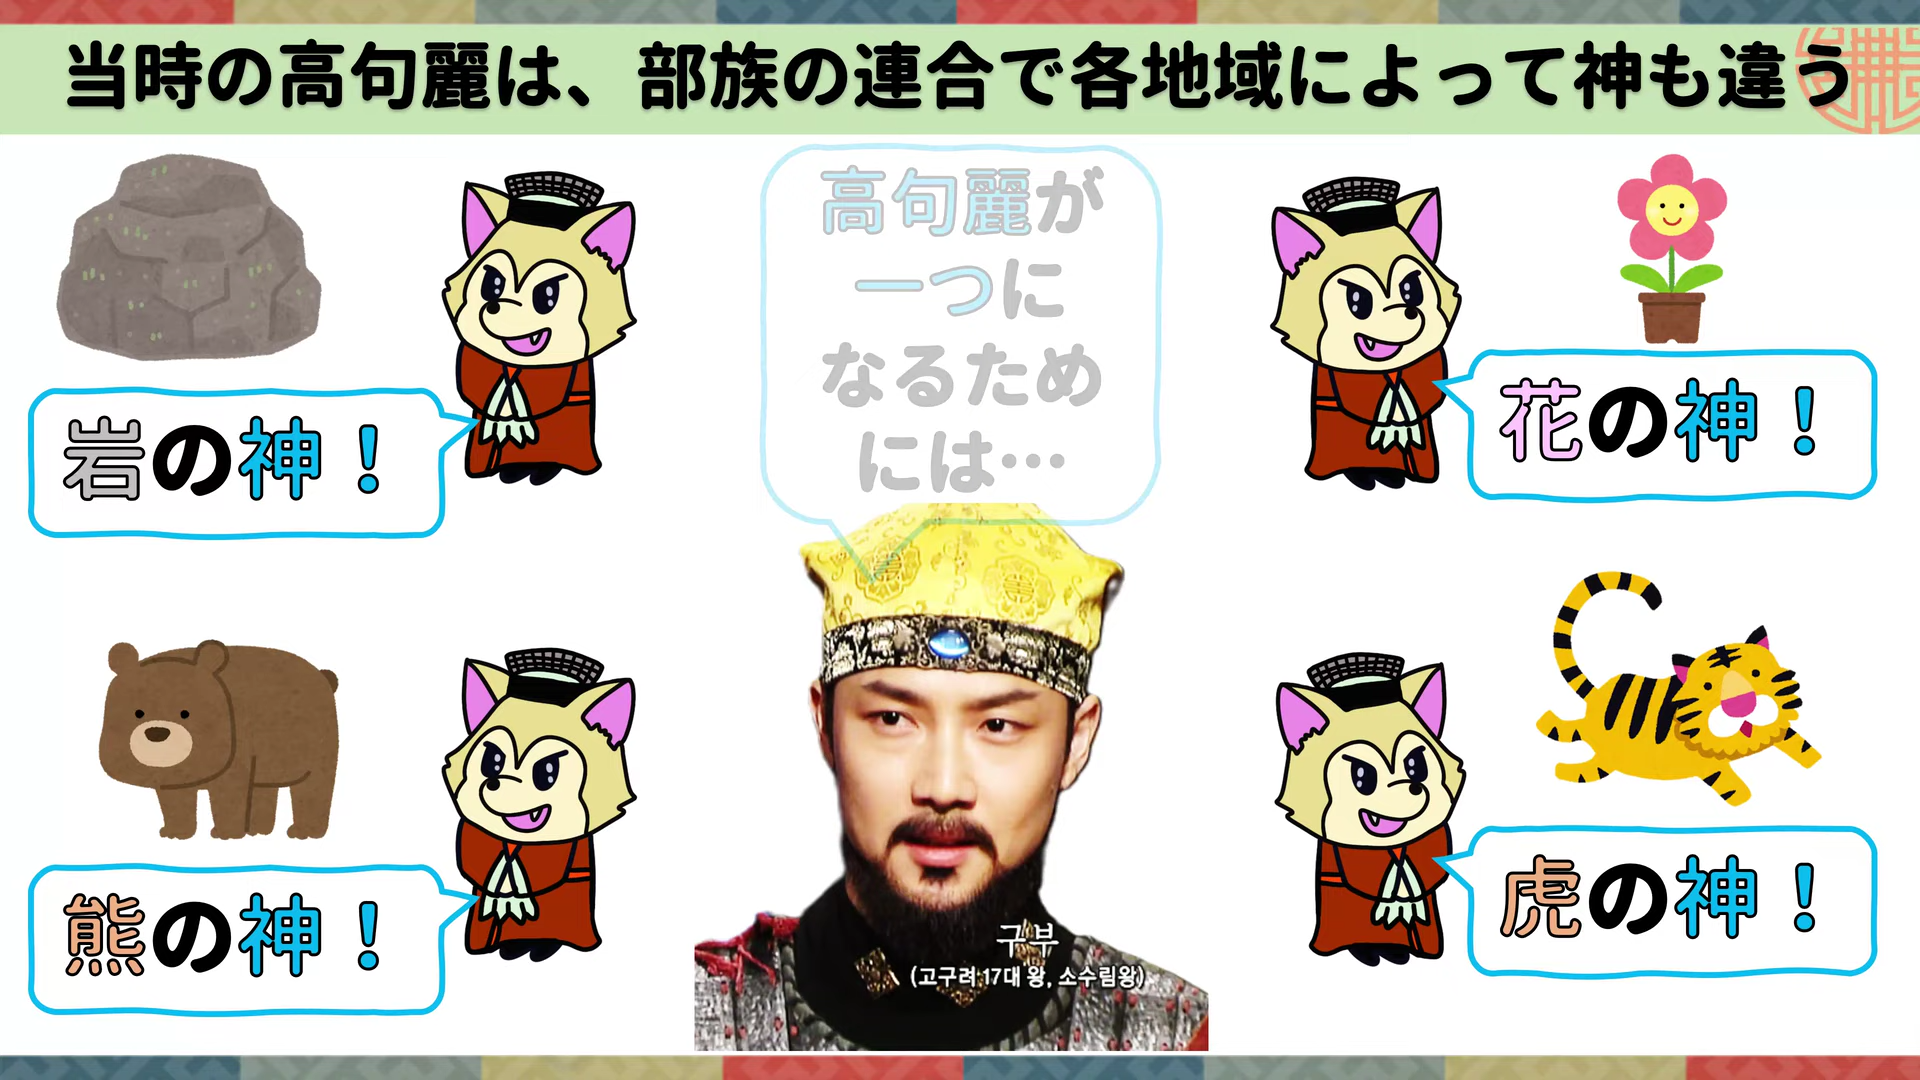 当時の高句麗は、部族の連合で各地域によって神も違う
高句麗が
一つに
なるため
には…
岩の神！
花の神！
熊の神！
虎の神！
구부
(고구려 17대 왕, 소수림왕)